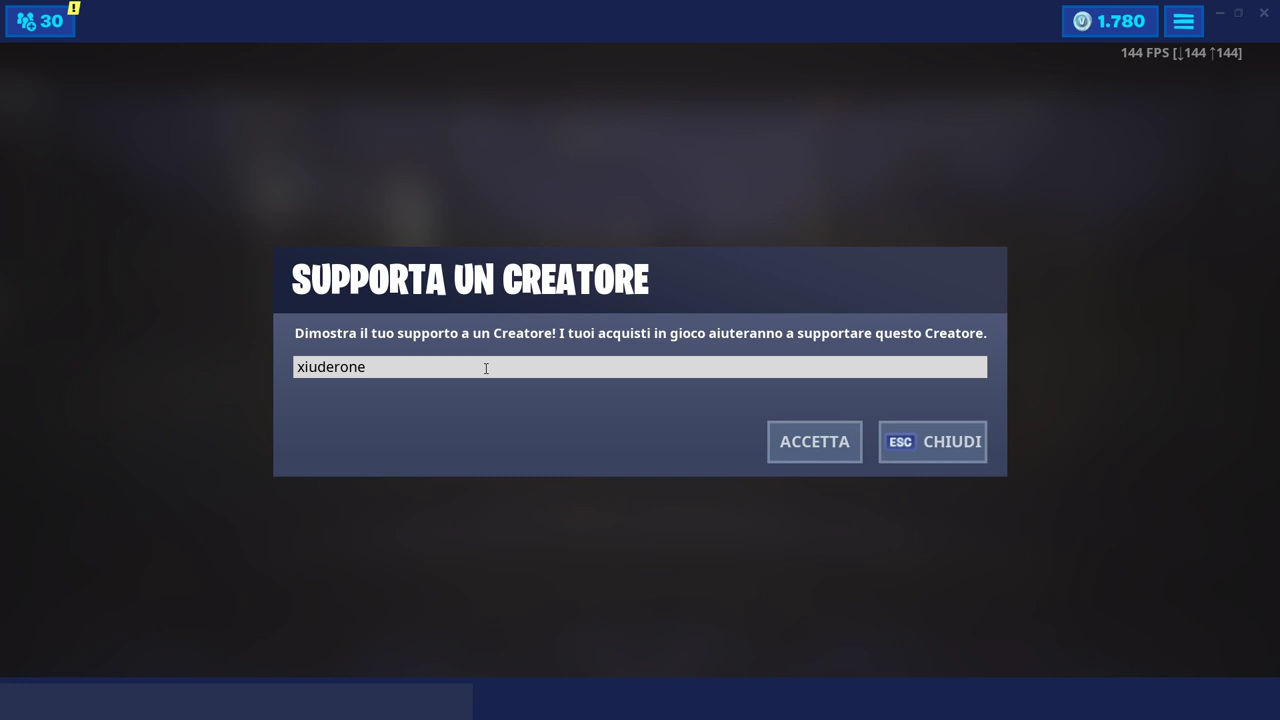 30 !
1.780
144 FPS [↓144 ↑144]
SUPPORTA UN CREATORE
Dimostra il tuo supporto a un Creatore! I tuoi acquisti in gioco aiuteranno a supportare questo Creatore.
xiuderone
ACCETTA
ESC CHIUDI